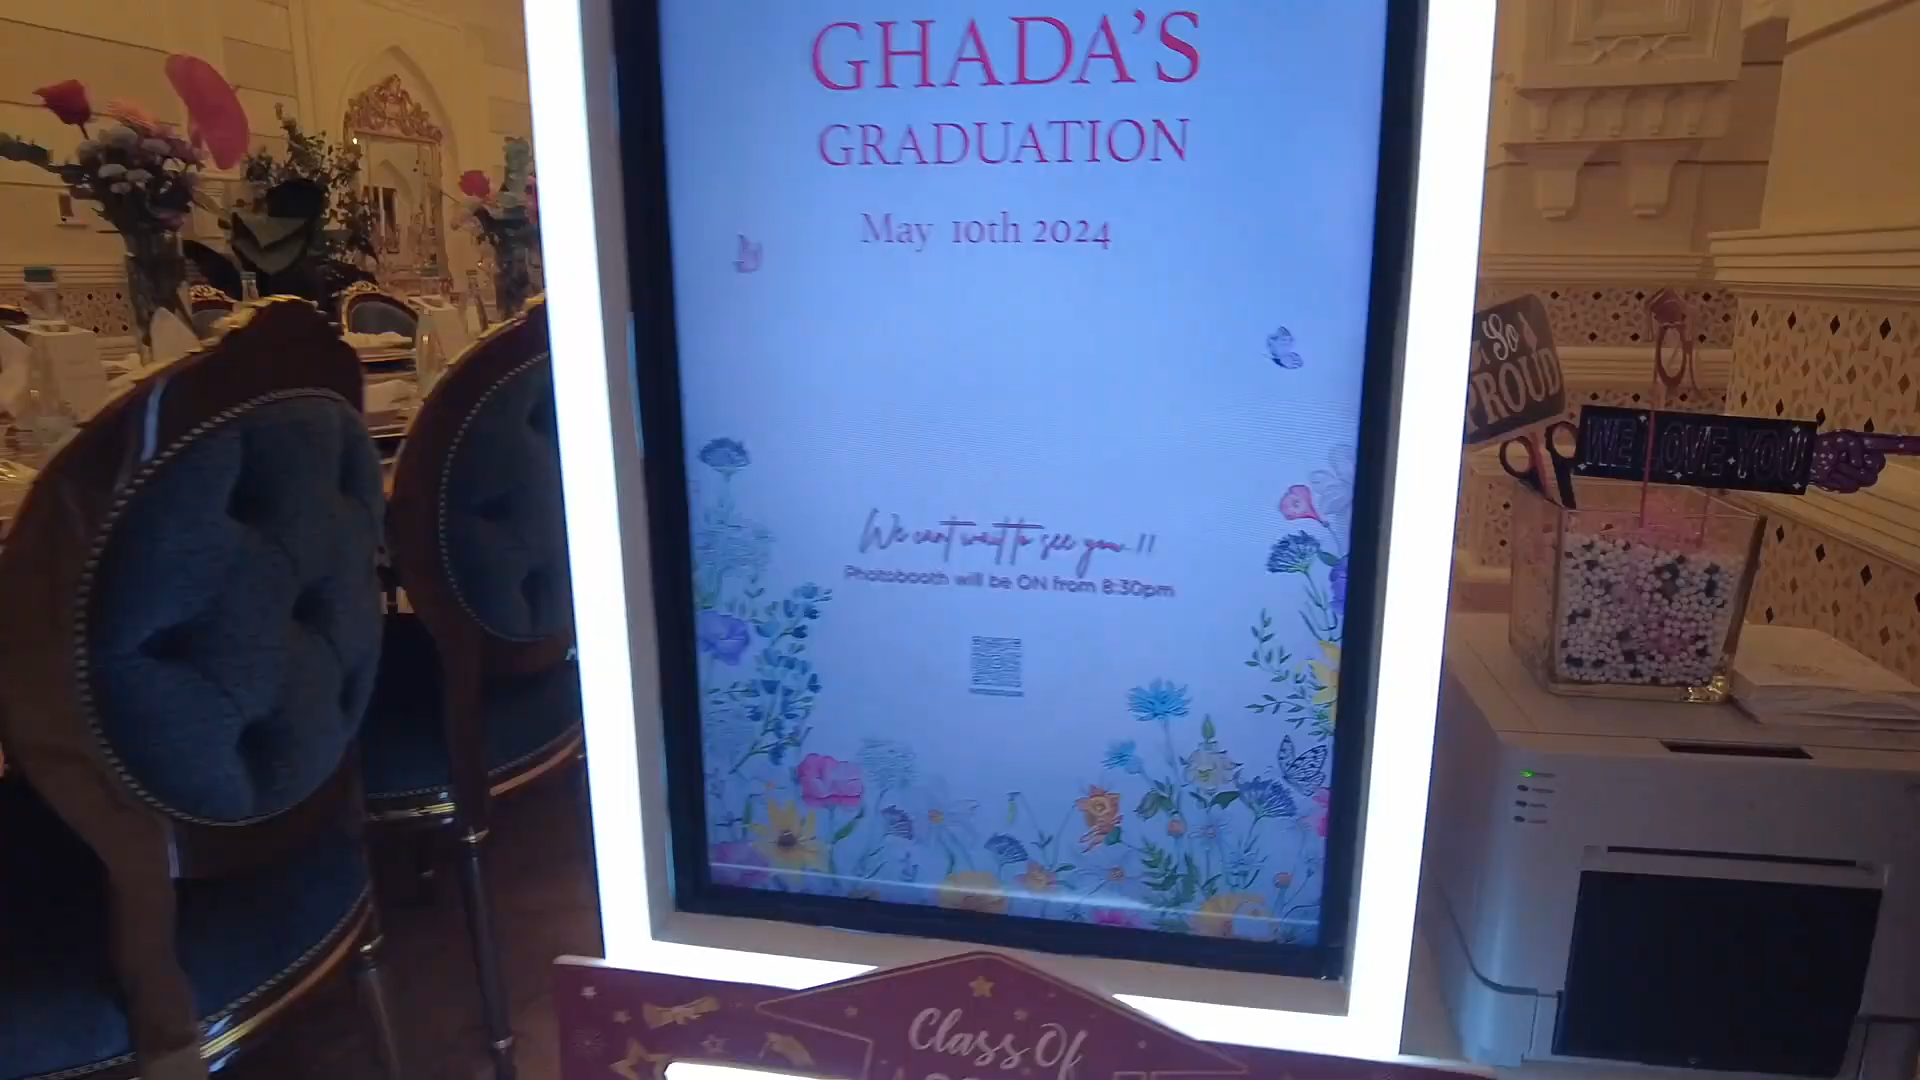 GHADA'S
GRADUATION
May 10th 2024
We cant wait to see you !!
Photobooth will be ON from 8:30pm
So
PROUD
WE LOVE YOU
Class Of